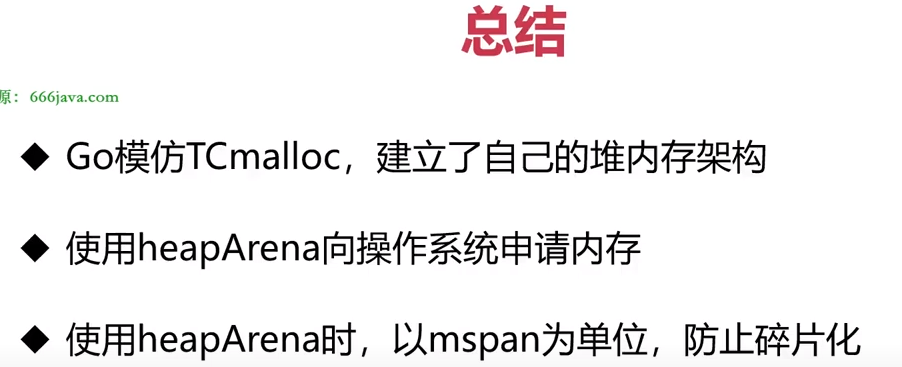 总结
源：666java.com
◆ Go模仿TCmalloc，建立了自己的堆内存架构
◆ 使用heapArena向操作系统申请内存
◆ 使用heapArena时，以mspan为单位，防止碎片化